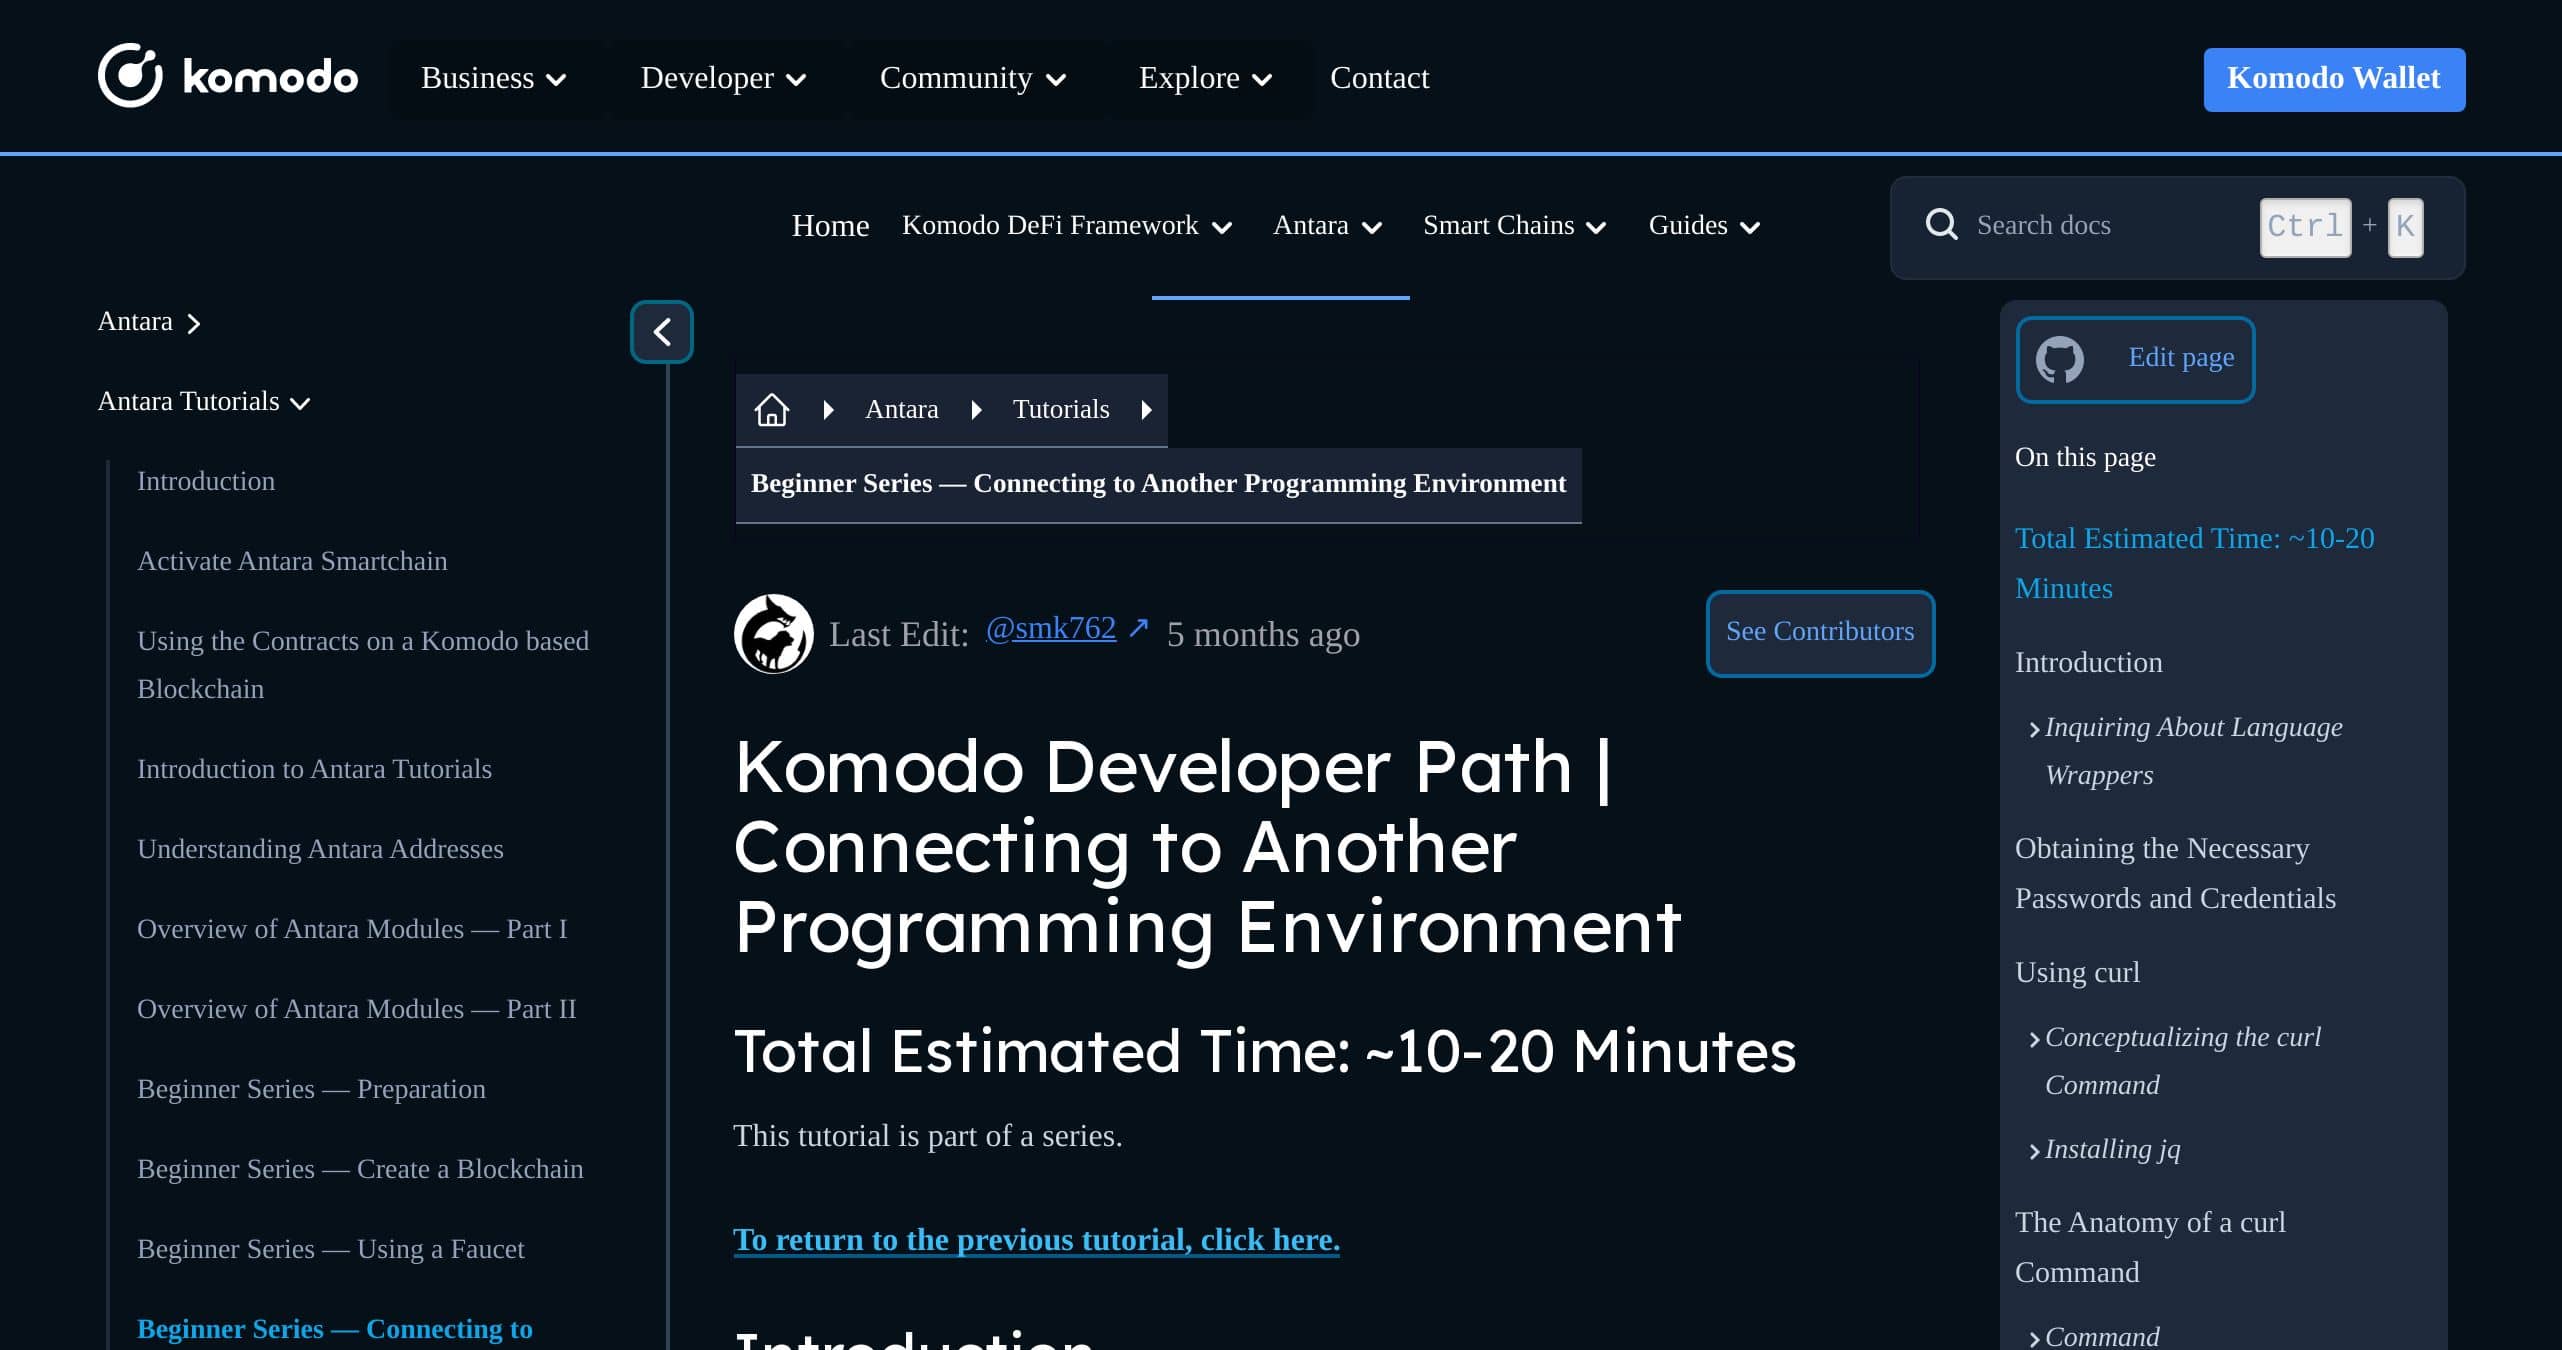 komodo Business Developer Community Explore Contact Komodo Wallet
Home Komodo DeFi Framework Antara Smart Chains Guides Search docs Ctrl + K
Antara
Antara Tutorials
Introduction
Activate Antara Smartchain
Using the Contracts on a Komodo based
Blockchain
Introduction to Antara Tutorials
Understanding Antara Addresses
Overview of Antara Modules — Part I
Overview of Antara Modules — Part II
Beginner Series — Preparation
Beginner Series — Create a Blockchain
Beginner Series — Using a Faucet
Beginner Series — Connecting to
Antara Tutorials
Beginner Series — Connecting to Another Programming Environment
Last Edit: @smk762 5 months ago
See Contributors
Komodo Developer Path |
Connecting to Another
Programming Environment
Total Estimated Time: ~10-20 Minutes
This tutorial is part of a series.
To return to the previous tutorial, click here.
Introduction
Edit page
On this page
Total Estimated Time: ~10-20
Minutes
Introduction
Inquiring About Language
Wrappers
Obtaining the Necessary
Passwords and Credentials
Using curl
Conceptualizing the curl
Command
Installing jq
The Anatomy of a curl
Command
Command